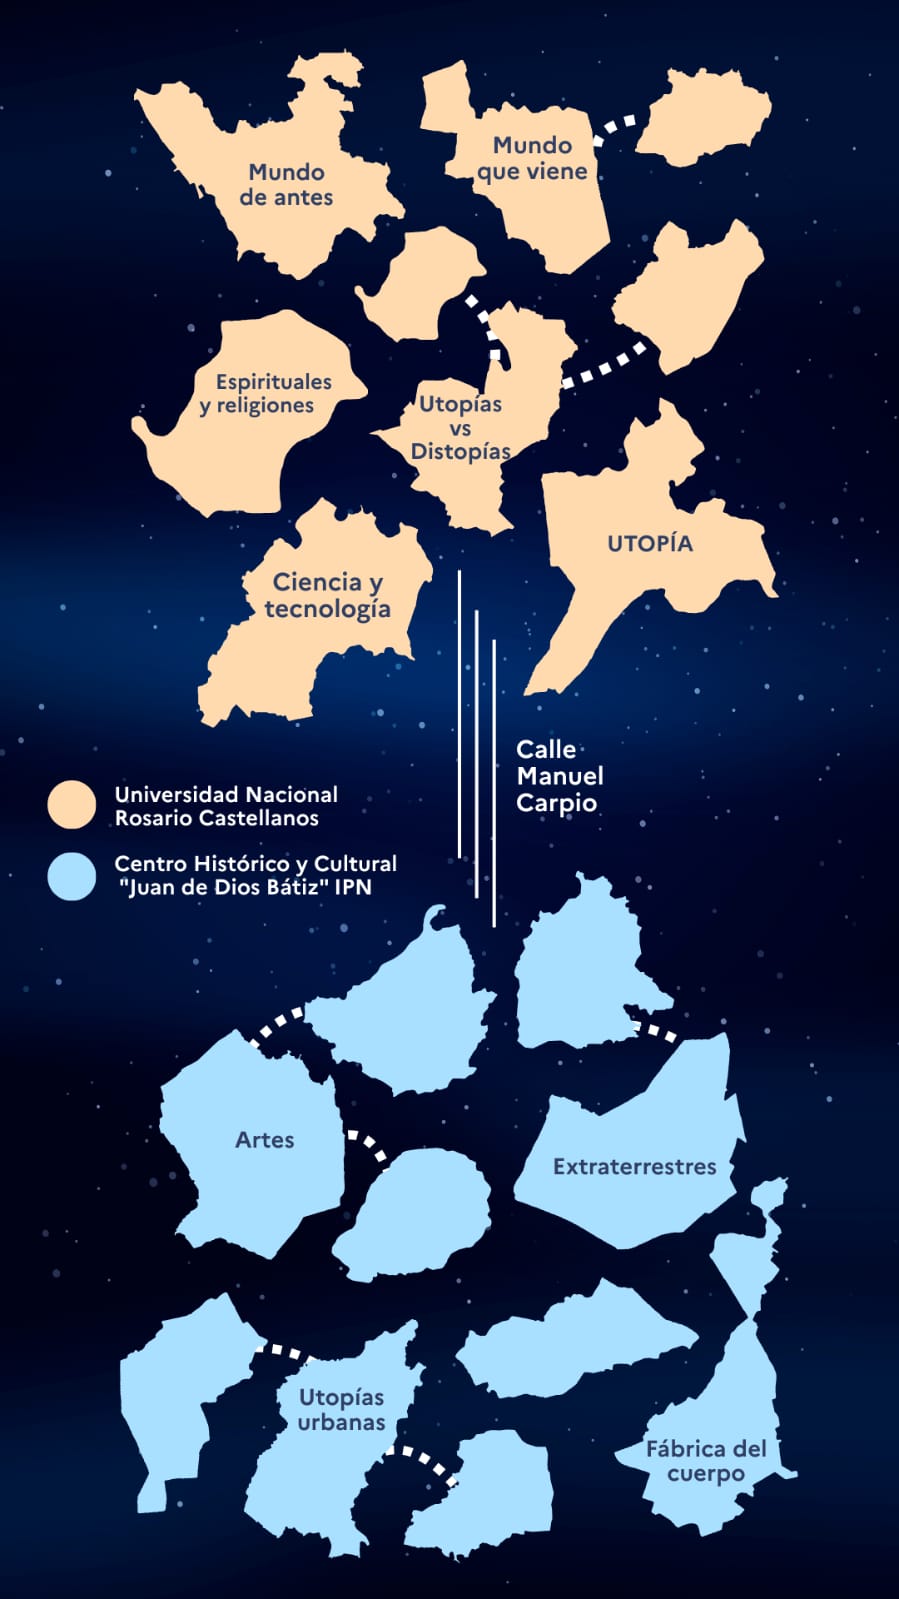 Mundo
de antes
Mundo
que viene
Espirituales
y religiones
Utopías
vs
Distopías
UTOPÍA
Ciencia y
tecnología
Calle
Manuel
Carpio
Universidad Nacional
Rosario Castellanos
Centro Histórico y Cultural
"Juan de Dios Bátiz" IPN
Artes
Extraterrestres
Utopías
urbanas
Fábrica del
cuerpo